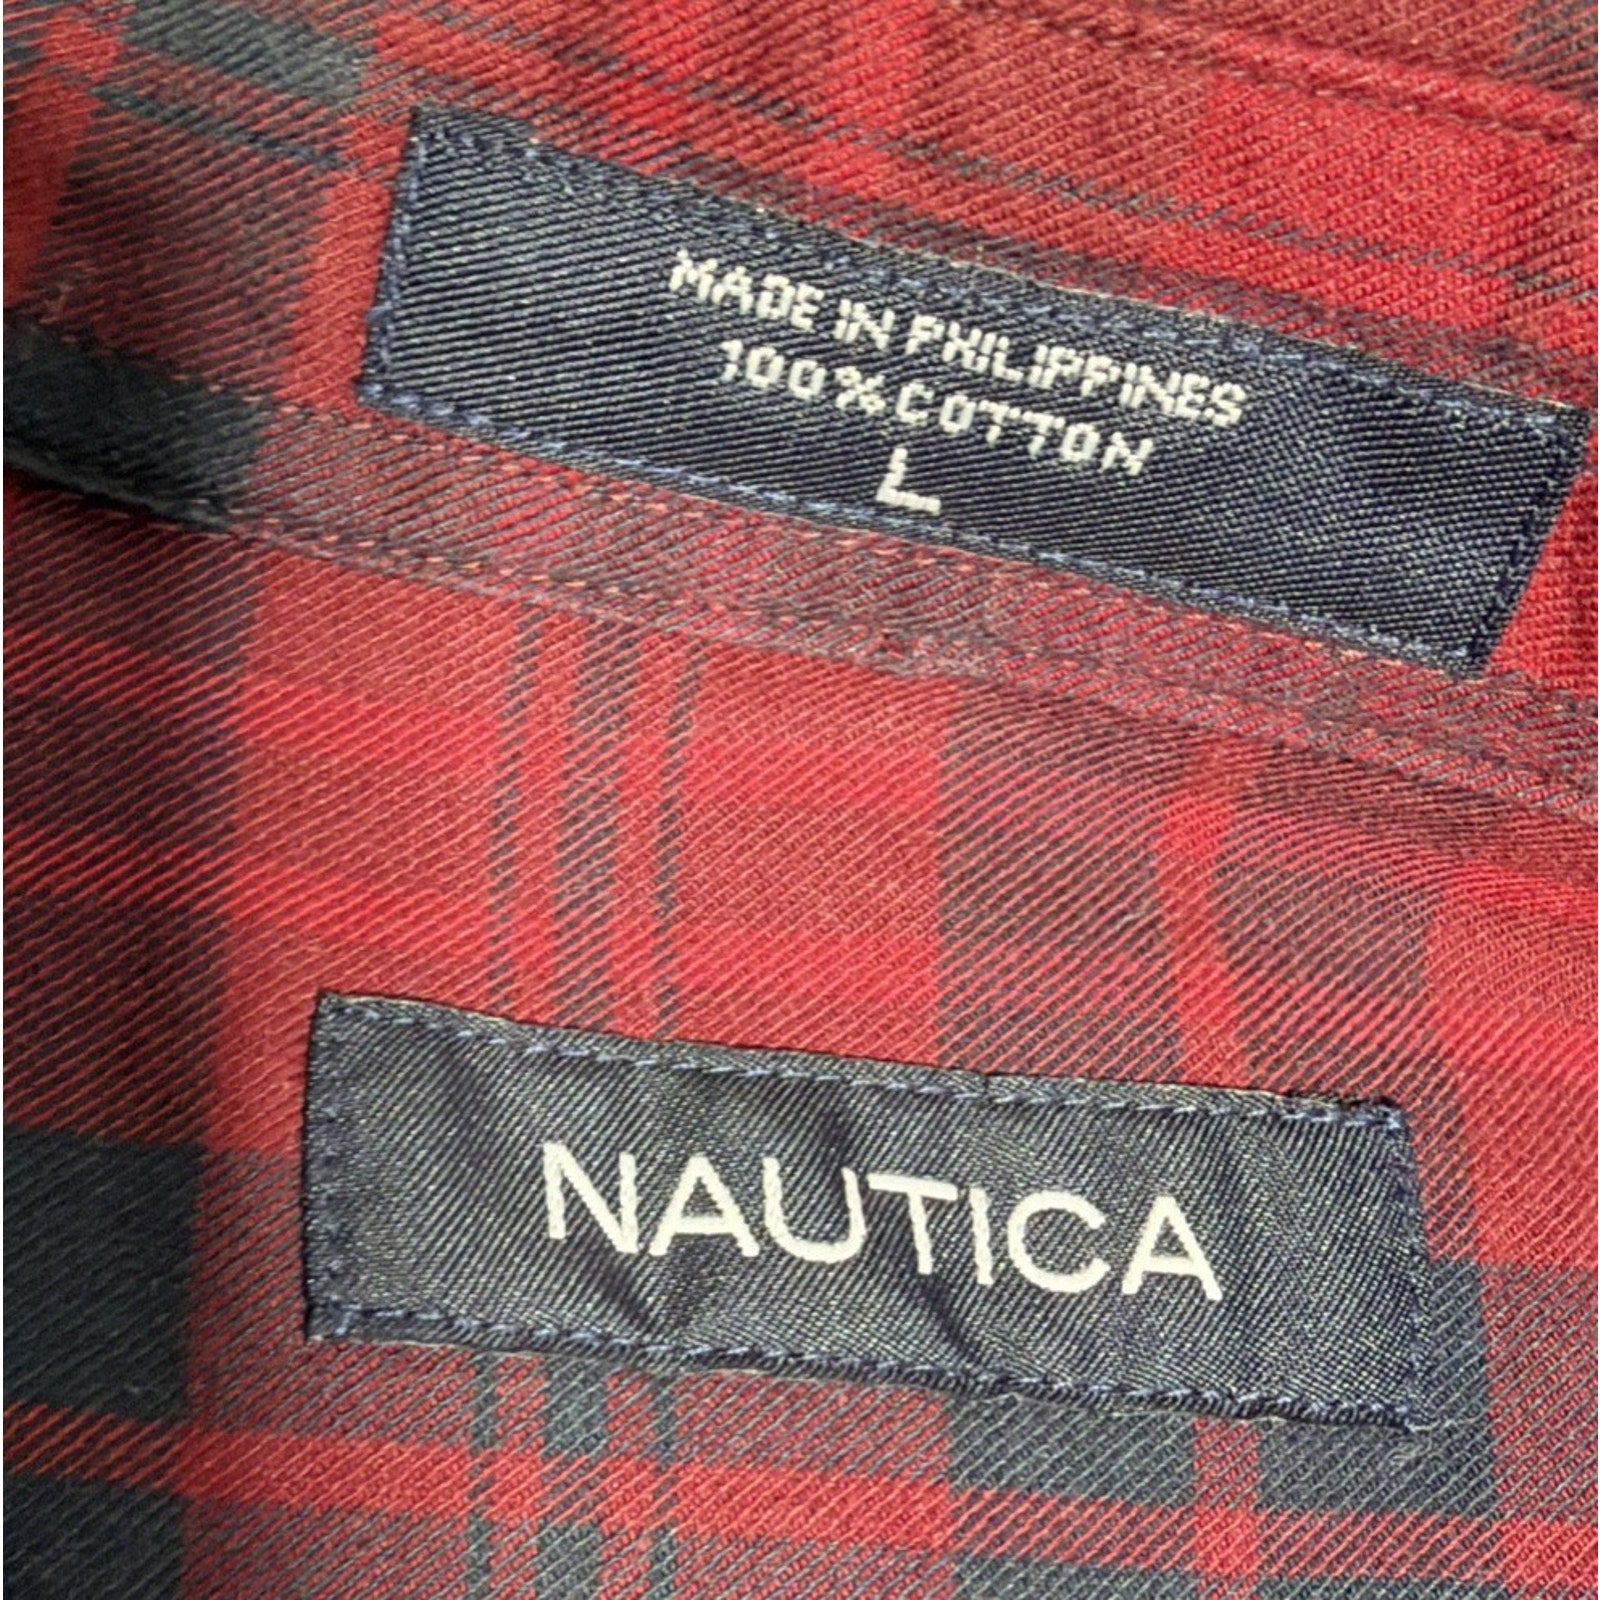 MADE IN PHILIPPINES
100% COTTON
L
NAUTICA